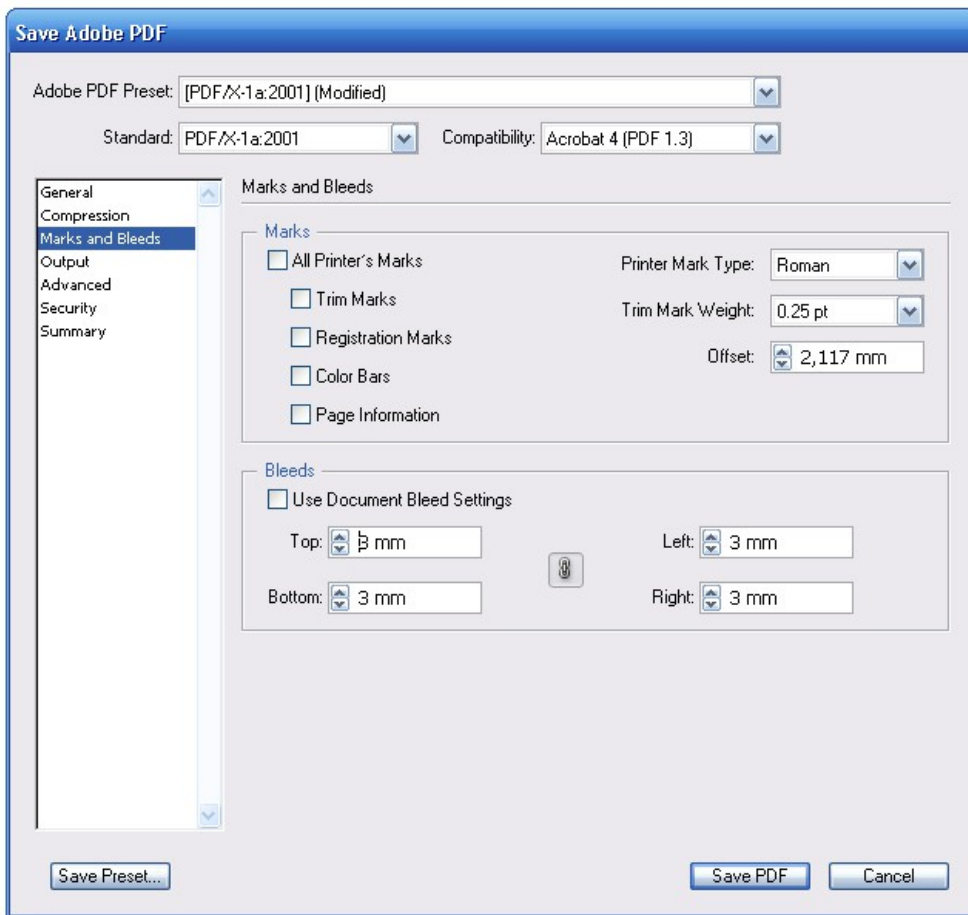 Save Adobe PDF
Adobe PDF Preset: [PDF/X-1a:2001] (Modified)
Standard: PDF/X-1a:2001 Compatibility: Acrobat 4 (PDF 1.3)
General
Compression
Marks and Bleeds
Output
Advanced
Security
Summary
Marks and Bleeds
Marks
All Printer's Marks
Trim Marks
Registration Marks
Color Bars
Page Information
Printer Mark Type: Roman
Trim Mark Weight: 0.25 pt
Offset: 2,117 mm
Bleeds
Use Document Bleed Settings
Top: 3 mm Left: 3 mm
Bottom: 3 mm Right: 3 mm
Save Preset... Save PDF Cancel